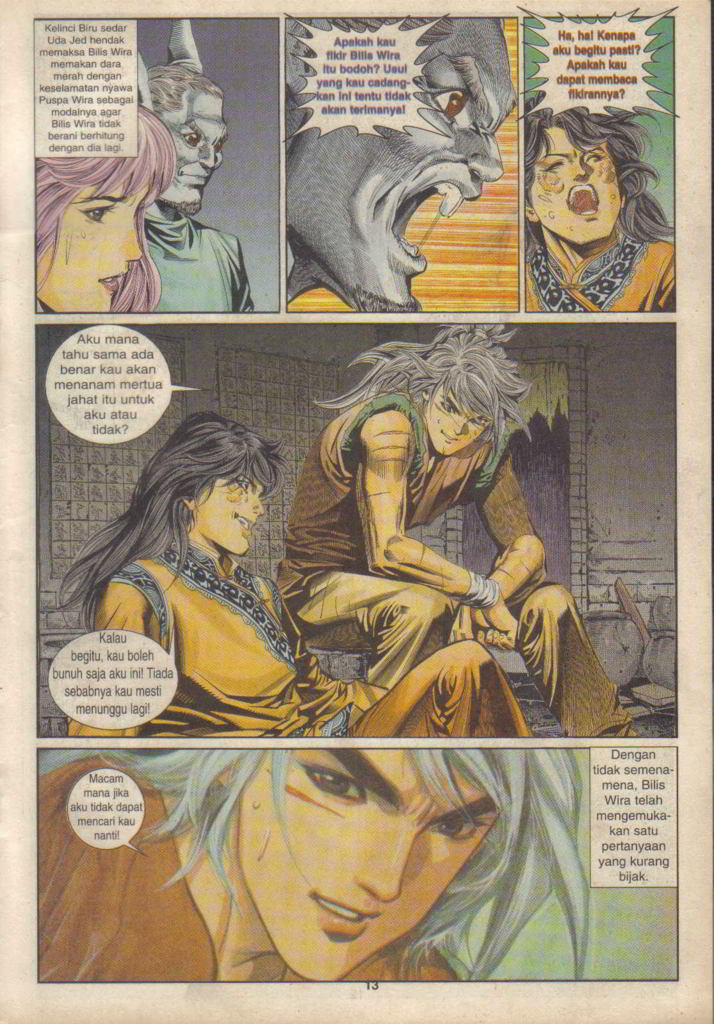 Kelinci Biru sedar
Uda Jed hendak
memaksa Bilis Wira
memakan dara
merah dengan
keselamatan nyawa
Puspa Wira sebagai
modalnya agar
Bilis Wira tidak
berani berhitung
dengan dia lagi.
Apakah kau
fikir Bilis Wira
itu bodoh? Usul
yang kau cadang-
kan ini tentu tidak
akan terimanya!
Ha, ha! Kenapa
aku begitu pasti?
Apakah kau
dapat membaca
fikirannya?
Aku mana
tahu sama ada
benar kau akan
menanam mertua
jahat itu untuk
aku atau
tidak?
Kalau
begitu, kau boleh
bunuh saja aku ini! Tiada
sebabnya kau mesti
menunggu lagi!
Macam
mana jika
aku tidak dapat
mencari kau
nanti!
Dengan
tidak semena-
mena, Bilis
Wira telah
mengemuka-
kan satu
pertanyaan
yang kurang
bijak.
13